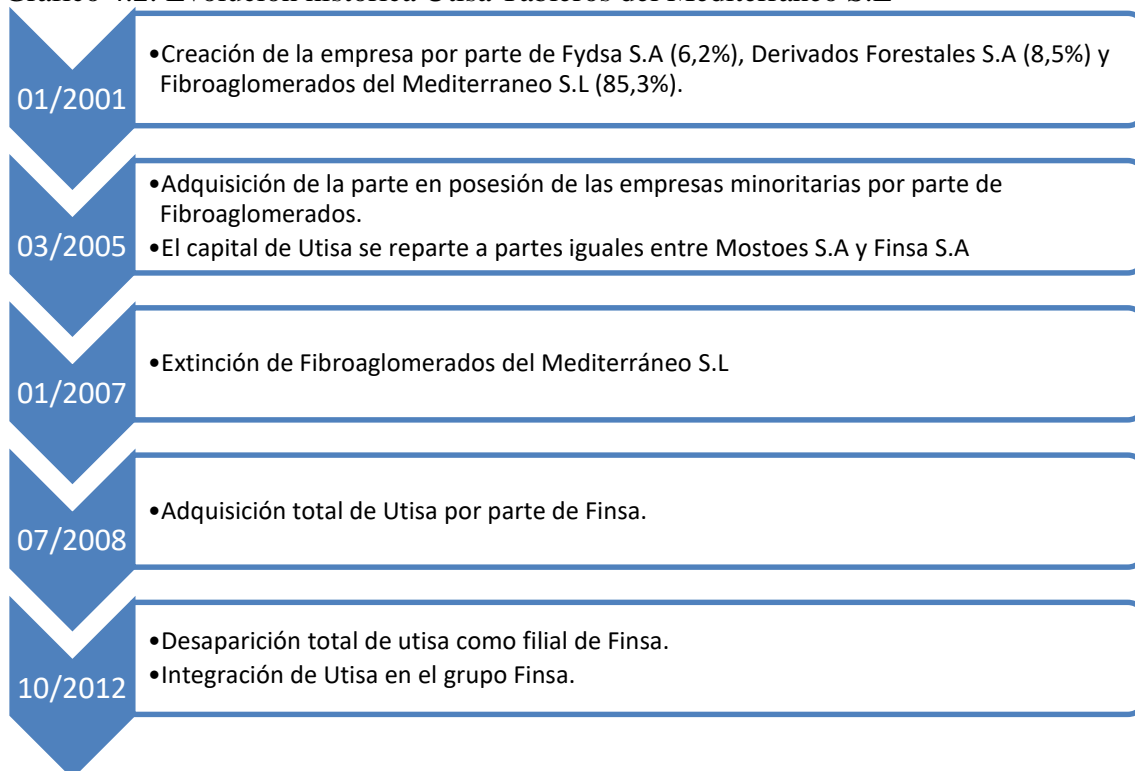 Gráfico 4.2: Evolución histórica Utisa Tableros del Mediterráneo S.L
•Creación de la empresa por parte de Fydsa S.A (6,2%), Derivados Forestales S.A (8,5%) y
Fibroaglomerados del Mediterraneo S.L (85,3%).
01/2001
•Adquisición de la parte en posesión de las empresas minoritarias por parte de
Fibroaglomerados.
03/2005
•El capital de Utisa se reparte a partes iguales entre Mostoes S.A y Finsa S.A
•Extinción de Fibroaglomerados del Mediterráneo S.L
01/2007
•Adquisición total de Utisa por parte de Finsa.
07/2008
•Desaparición total de utisa como filial de Finsa.
10/2012
•Integración de Utisa en el grupo Finsa.